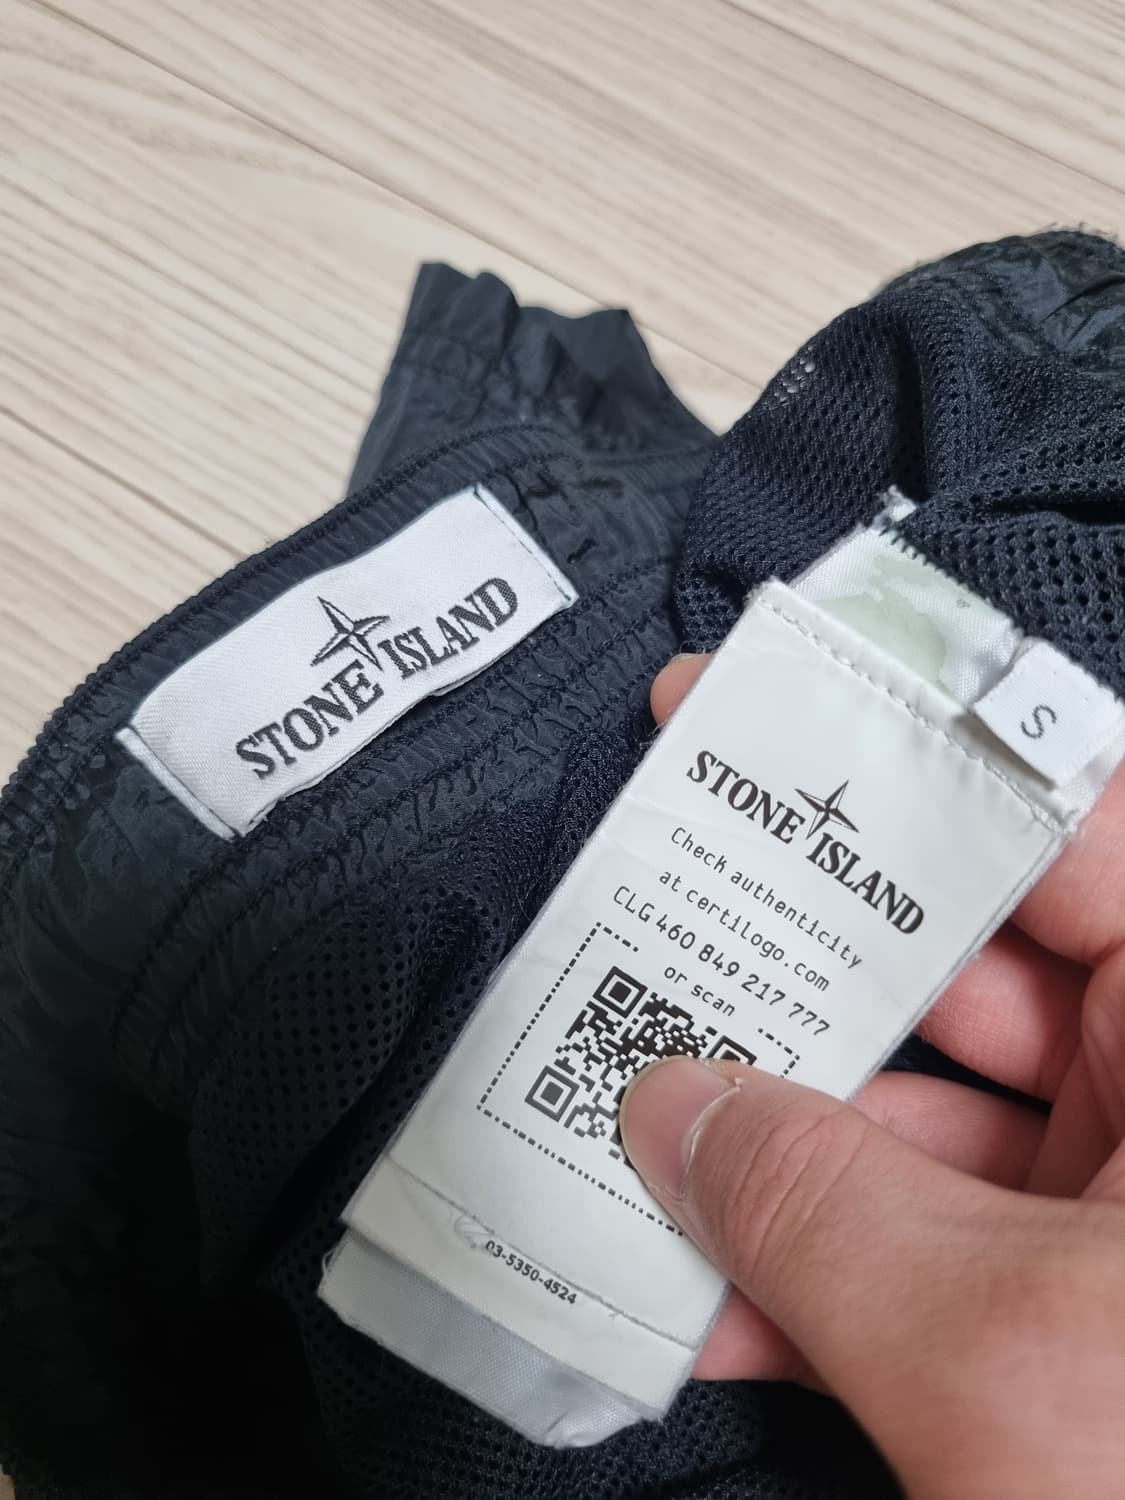 STONE ISLAND
S
STONE ISLAND
Check authenticity
at certilogo.com
CLG 460 849 217 777
or scan
03-5350-4524